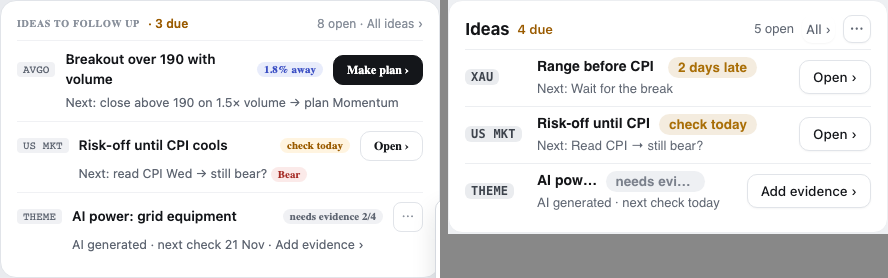 IDEAS TO FOLLOW UP · 3 due 8 open · All ideas ›
AVGO Breakout over 190 with volume 1.8% away Make plan ›
Next: close above 190 on 1.5× volume → plan Momentum
US MKT Risk-off until CPI cools check today Open ›
Next: read CPI Wed → still bear? Bear
THEME AI power: grid equipment needs evidence 2/4 ...
AI generated · next check 21 Nov · Add evidence ›
Ideas 4 due 5 open All › ...
XAU Range before CPI 2 days late Open ›
Next: Wait for the break
US MKT Risk-off until CPI check today Open ›
Next: Read CPI → still bear?
THEME AI pow... needs evi... Add evidence ›
AI generated · next check today